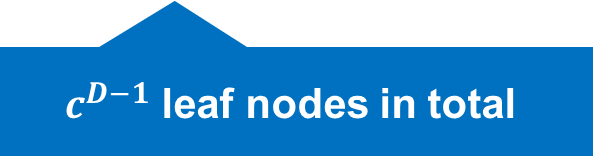 $c^{D-1}$ leaf nodes in total